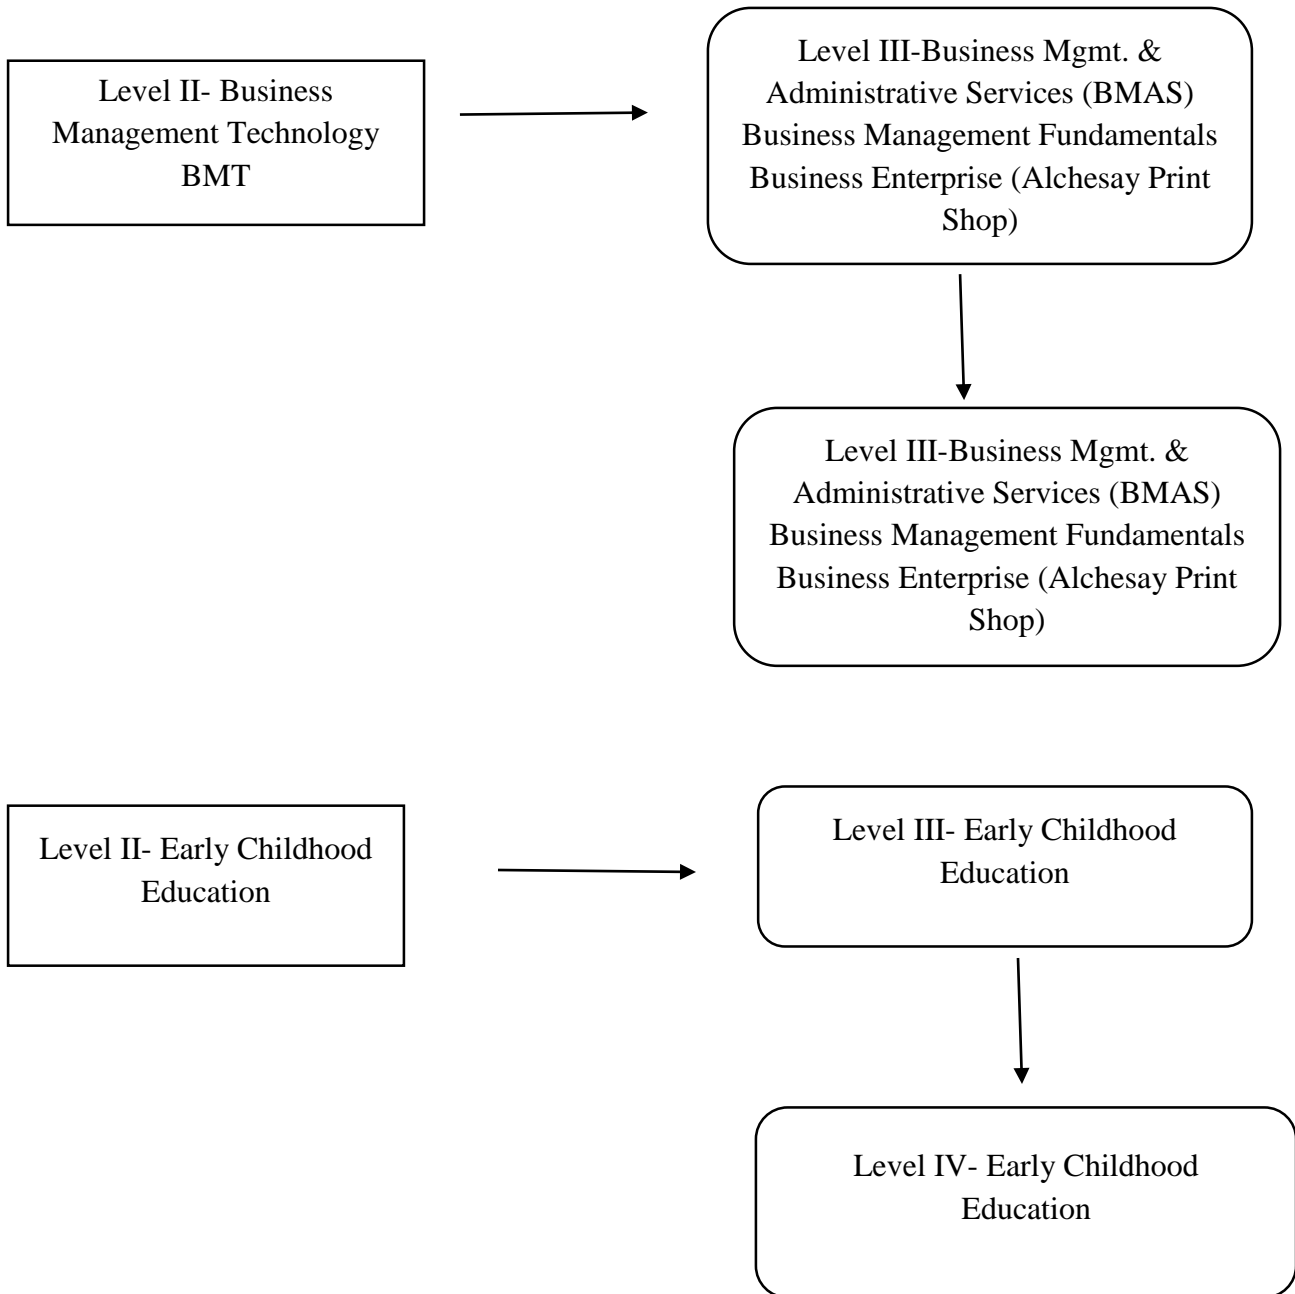 Level II- Business
Management Technology
BMT
Level III-Business Mgmt. &
Administrative Services (BMAS)
Business Management Fundamentals
Business Enterprise (Alchesay Print
Shop)
Level III-Business Mgmt. &
Administrative Services (BMAS)
Business Management Fundamentals
Business Enterprise (Alchesay Print
Shop)
Level II- Early Childhood
Education
Level III- Early Childhood
Education
Level IV- Early Childhood
Education